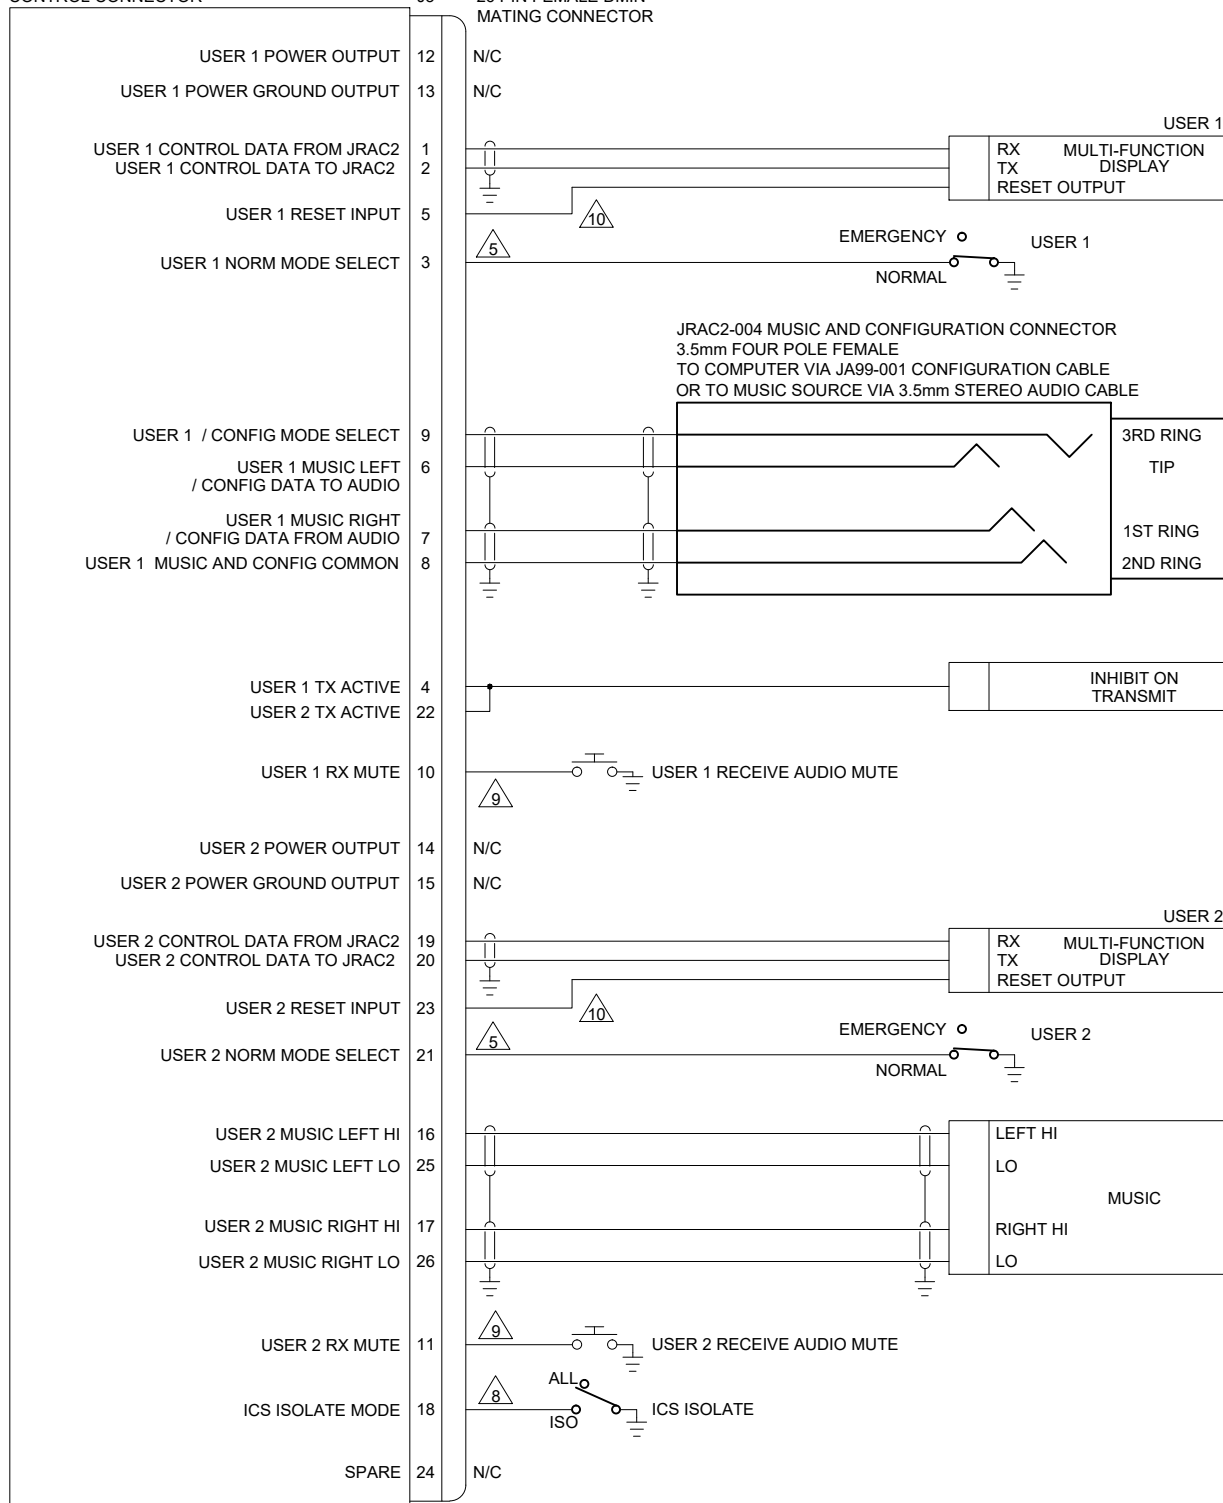 MATING CONNECTOR
USER 1 POWER OUTPUT 12 N/C
USER 1 POWER GROUND OUTPUT 13 N/C
USER 1
USER 1 CONTROL DATA FROM JRAC2 1 RX MULTI-FUNCTION
USER 1 CONTROL DATA TO JRAC2 2 TX DISPLAY
RESET OUTPUT
USER 1 RESET INPUT 5 10
5 EMERGENCY USER 1
USER 1 NORM MODE SELECT 3 NORMAL
JRAC2-004 MUSIC AND CONFIGURATION CONNECTOR
3.5mm FOUR POLE FEMALE
TO COMPUTER VIA JA99-001 CONFIGURATION CABLE
OR TO MUSIC SOURCE VIA 3.5mm STEREO AUDIO CABLE
USER 1 / CONFIG MODE SELECT 9 3RD RING
USER 1 MUSIC LEFT 6 TIP
/ CONFIG DATA TO AUDIO
USER 1 MUSIC RIGHT
/ CONFIG DATA FROM AUDIO 7 1ST RING
USER 1 MUSIC AND CONFIG COMMON 8 2ND RING
USER 1 TX ACTIVE 4 INHIBIT ON
USER 2 TX ACTIVE 22 TRANSMIT
USER 1 RX MUTE 10 USER 1 RECEIVE AUDIO MUTE
9
USER 2 POWER OUTPUT 14 N/C
USER 2 POWER GROUND OUTPUT 15 N/C
USER 2
USER 2 CONTROL DATA FROM JRAC2 19 RX MULTI-FUNCTION
USER 2 CONTROL DATA TO JRAC2 20 TX DISPLAY
RESET OUTPUT
USER 2 RESET INPUT 23 10
5 EMERGENCY USER 2
USER 2 NORM MODE SELECT 21 NORMAL
USER 2 MUSIC LEFT HI 16 LEFT HI
USER 2 MUSIC LEFT LO 25 LO
MUSIC
USER 2 MUSIC RIGHT HI 17 RIGHT HI
USER 2 MUSIC RIGHT LO 26 LO
9
USER 2 RX MUTE 11 USER 2 RECEIVE AUDIO MUTE
8 ALL
ICS ISOLATE MODE 18 ISO ICS ISOLATE
SPARE 24 N/C